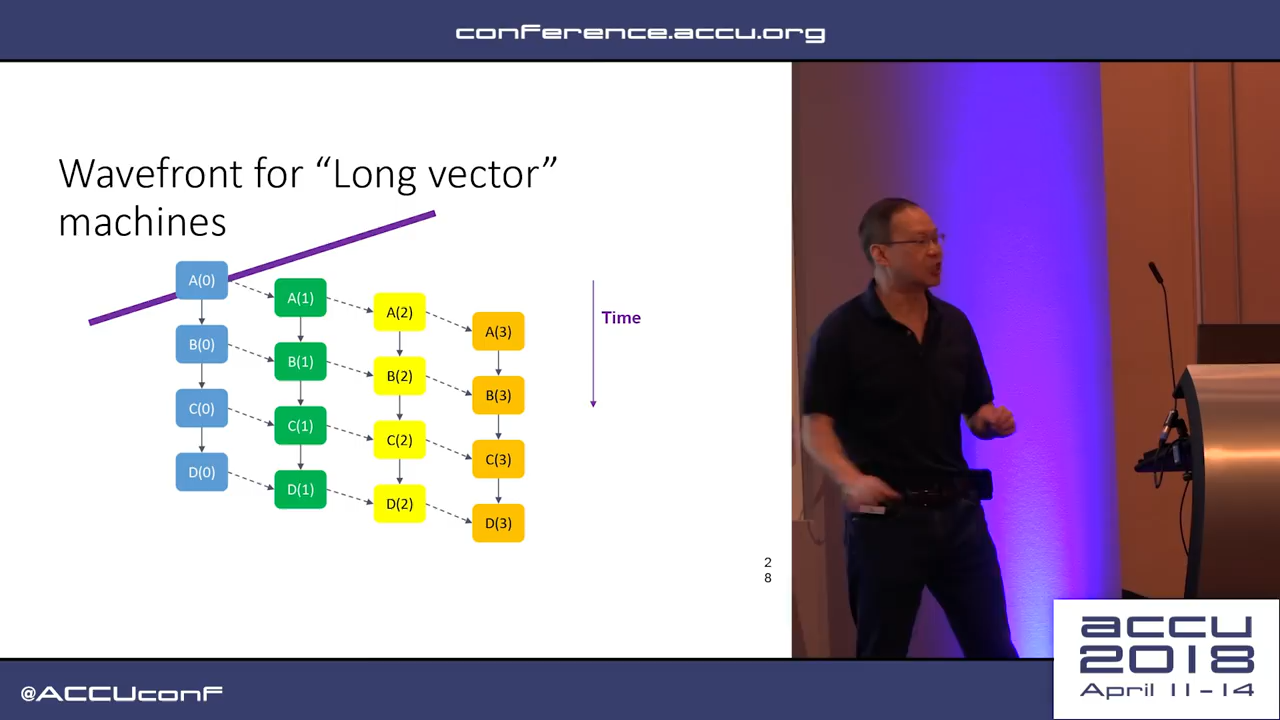 conference.accu.org
Wavefront for “Long vector”
machines
A(0)
A(1)
A(2)
A(3)
B(0)
B(1)
B(2)
B(3)
C(0)
C(1)
C(2)
C(3)
D(0)
D(1)
D(2)
D(3)
Time
2
8
@ACCUconf
accu
2018
April 11-14